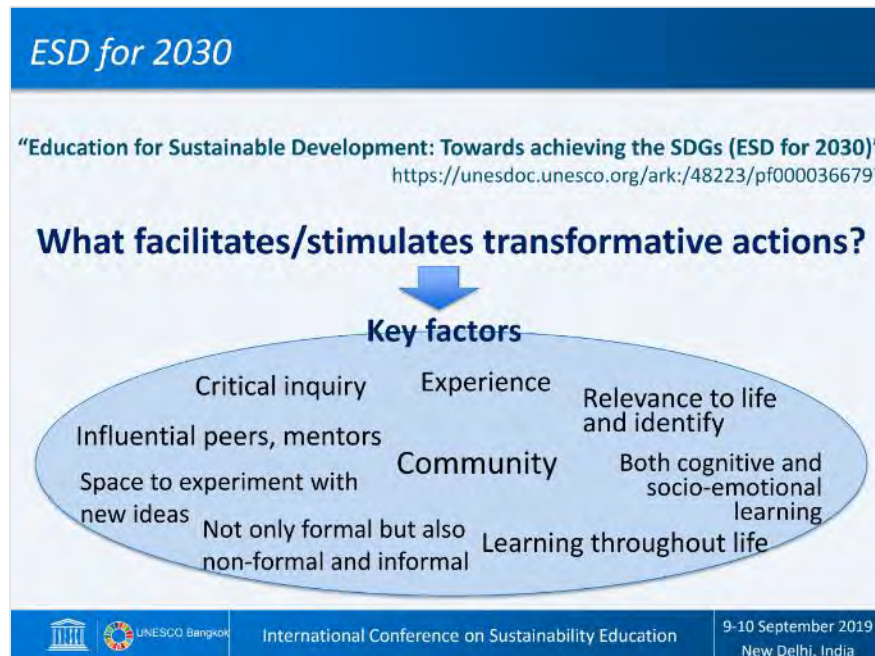 ESD for 2030
“Education for Sustainable Development: Towards achieving the SDGs (ESD for 2030)"
https://unesdoc.unesco.org/ark:/48223/pf000036679
What facilitates/stimulates transformative actions?
Key factors
Critical inquiry
Experience
Relevance to life
and identify
Influential peers, mentors
Community
Both cognitive and
socio-emotional
learning
Space to experiment with
new ideas
Not only formal but also
non-formal and informal
Learning throughout life
UNESCO Bangkok
International Conference on Sustainability Education
9-10 September 2019
New Delhi, India